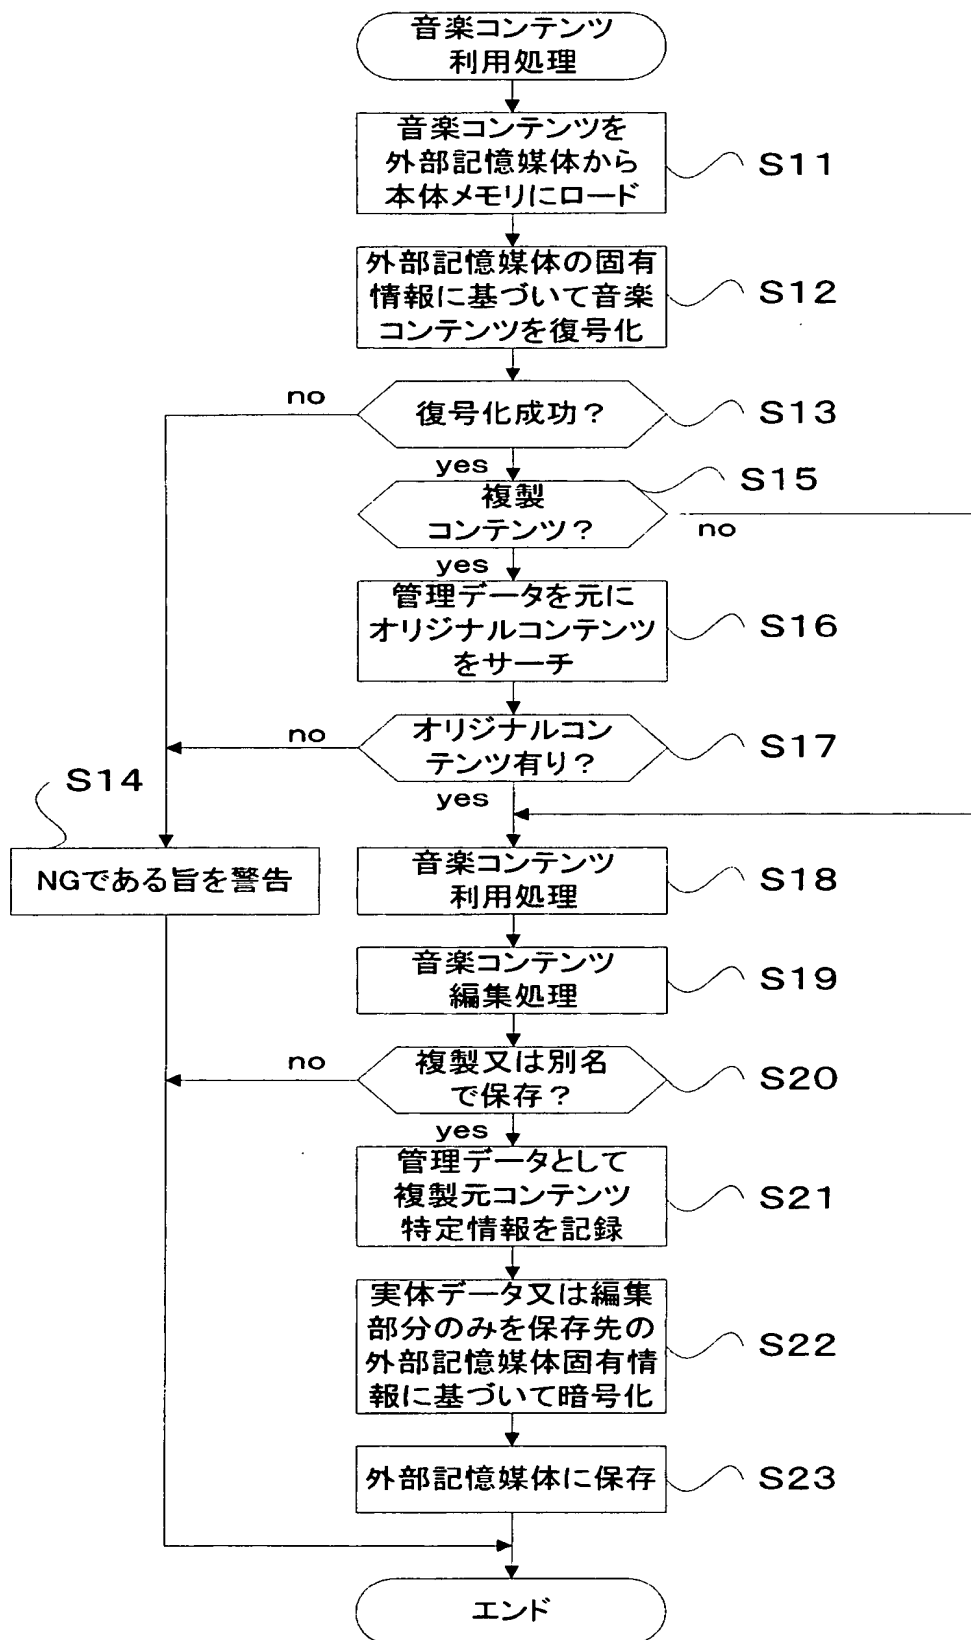 音楽コンテンツ
利用処理
音楽コンテンツを
外部記憶媒体から
本体メモリにロード
S11
外部記憶媒体の固有
情報に基づいて音楽
コンテンツを復号化
S12
no
復号化成功？
S13
yes
S15
複製
コンテンツ？
no
yes
管理データを元に
オリジナルコンテンツ
をサーチ
S16
no
オリジナルコン
テンツ有り？
S17
S14
yes
NGである旨を警告
音楽コンテンツ
利用処理
S18
音楽コンテンツ
編集処理
S19
no
複製又は別名
で保存？
S20
yes
管理データとして
複製元コンテンツ
特定情報を記録
S21
実体データ又は編集
部分のみを保存先の
外部記憶媒体固有情
報に基づいて暗号化
S22
外部記憶媒体に保存
S23
エンド